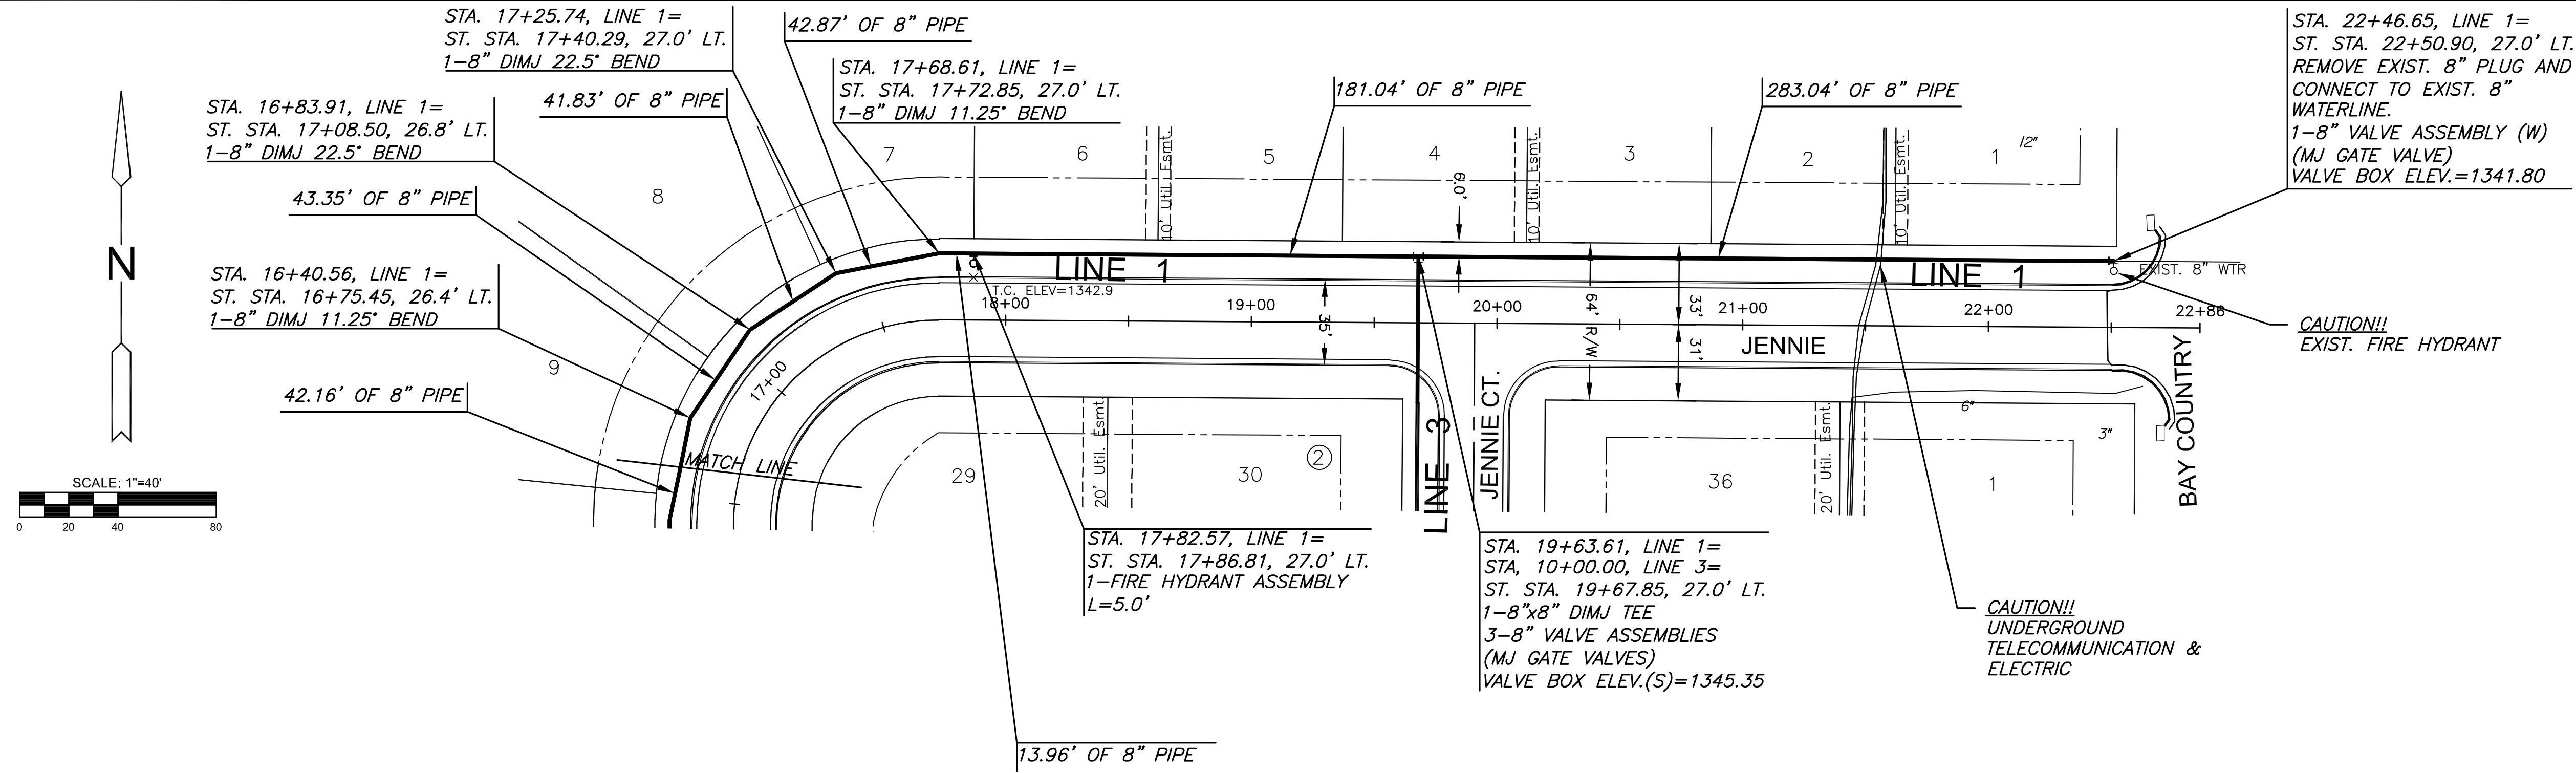 STA. 17+25.74, LINE 1=
ST. STA. 17+40.29, 27.0' LT.
1-8" DIMJ 22.5° BEND
42.87' OF 8" PIPE
STA. 17+68.61, LINE 1=
ST. STA. 17+72.85, 27.0' LT.
1-8" DIMJ 11.25° BEND
181.04' OF 8" PIPE
283.04' OF 8" PIPE
STA. 22+46.65, LINE 1=
ST. STA. 22+50.90, 27.0' LT.
REMOVE EXIST. 8" PLUG AND
CONNECT TO EXIST. 8"
WATERLINE.
1-8" VALVE ASSEMBLY (W)
(MJ GATE VALVE)
VALVE BOX ELEV.=1341.80
STA. 16+83.91, LINE 1=
ST. STA. 17+08.50, 26.8' LT.
1-8" DIMJ 22.5° BEND
41.83' OF 8" PIPE
43.35' OF 8" PIPE
STA. 16+40.56, LINE 1=
ST. STA. 16+75.45, 26.4' LT.
1-8" DIMJ 11.25° BEND
42.16' OF 8" PIPE
N
SCALE: 1"=40'
0 20 40 80
8
7
6
5
4
3
2
1
12"
10' Util. Esmt.
10' Util. Esmt.
10' Util. Esmt.
6.0'
9
LINE 1
LINE 1
EXIST. 8" WTR
T.C. ELEV=1342.9
17+00
18+00
19+00
20+00
21+00
22+00
22+86
35'
64' R/W
33'
31'
JENNIE
JENNIE CT.
BAY COUNTRY
CAUTION!!
EXIST. FIRE HYDRANT
MATCH LINE
29
20' Util. Esmt.
30
2
LINE 3
36
20' Util. Esmt.
1
6"
3"
STA. 17+82.57, LINE 1=
ST. STA. 17+86.81, 27.0' LT.
1-FIRE HYDRANT ASSEMBLY
L=5.0'
STA. 19+63.61, LINE 1=
STA, 10+00.00, LINE 3=
ST. STA. 19+67.85, 27.0' LT.
1-8"x8" DIMJ TEE
3-8" VALVE ASSEMBLIES
(MJ GATE VALVES)
VALVE BOX ELEV.(S)=1345.35
CAUTION!!
UNDERGROUND
TELECOMMUNICATION &
ELECTRIC
13.96' OF 8" PIPE